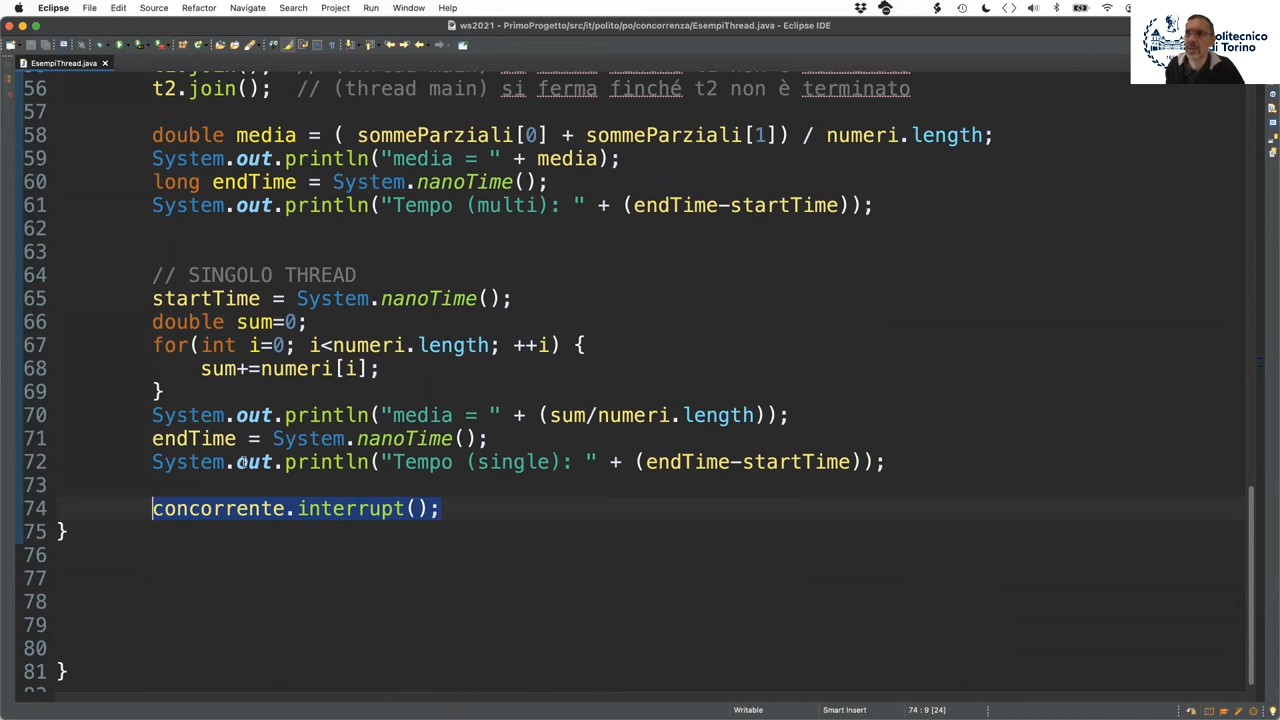 Eclipse File Edit Source Refactor Navigate Search Project Run Window Help
ws2021 - PrimoProgetto/src/it/polito/po/concorrenza/EsempiThread.java - Eclipse IDE
Politecnico
di Torino
EsempiThread.java
56 t2.join(); // (thread main) si ferma finché t2 non è terminato
57
58 double media = ( sommeParziali[0] + sommeParziali[1]) / numeri.length;
59 System.out.println("media = " + media);
60 long endTime = System.nanoTime();
61 System.out.println("Tempo (multi): " + (endTime-startTime));
62
63
64 // SINGOLO THREAD
65 startTime = System.nanoTime();
66 double sum=0;
67 for(int i=0; i<numeri.length; ++i) {
68 sum+=numeri[i];
69 }
70 System.out.println("media = " + (sum/numeri.length));
71 endTime = System.nanoTime();
72 System.out.println("Tempo (single): " + (endTime-startTime));
73
74 concorrente.interrupt();
75 }
76
77
78
79
80
81 }
Writable Smart Insert 74 : 9 [24]